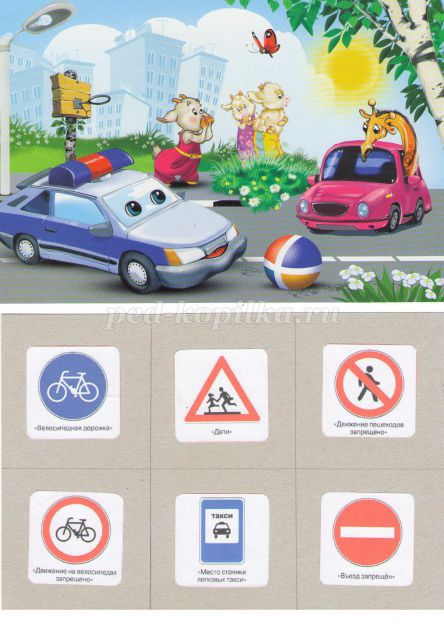 ped-kopilka.ru
«Велосипедная дорожка»
«Дети»
«Движение пешеходов
запрещено»
такси
«Движение на велосипедах
запрещено»
«Место стоянки
легковых такси»
«Въезд запрещён»